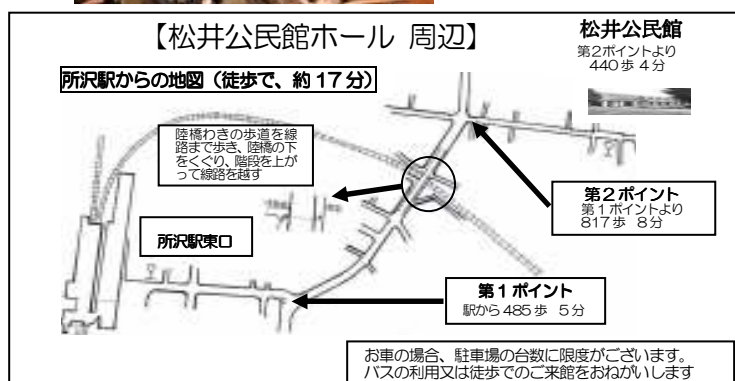 【松井公民館ホール 周辺】
松井公民館
第2ポイントより
440歩 4分
所沢駅からの地図（徒歩で、約17分）
陸橋わきの歩道を線
路まで歩き、陸橋の下
をくぐり、階段を上が
って線路を越す
所沢駅東口
第2ポイント
第1ポイントより
817歩 8分
第1ポイント
駅から485歩 5分
お車の場合、駐車場の台数に限度がございます。
バスの利用又は徒歩でのご来館をおねがいします